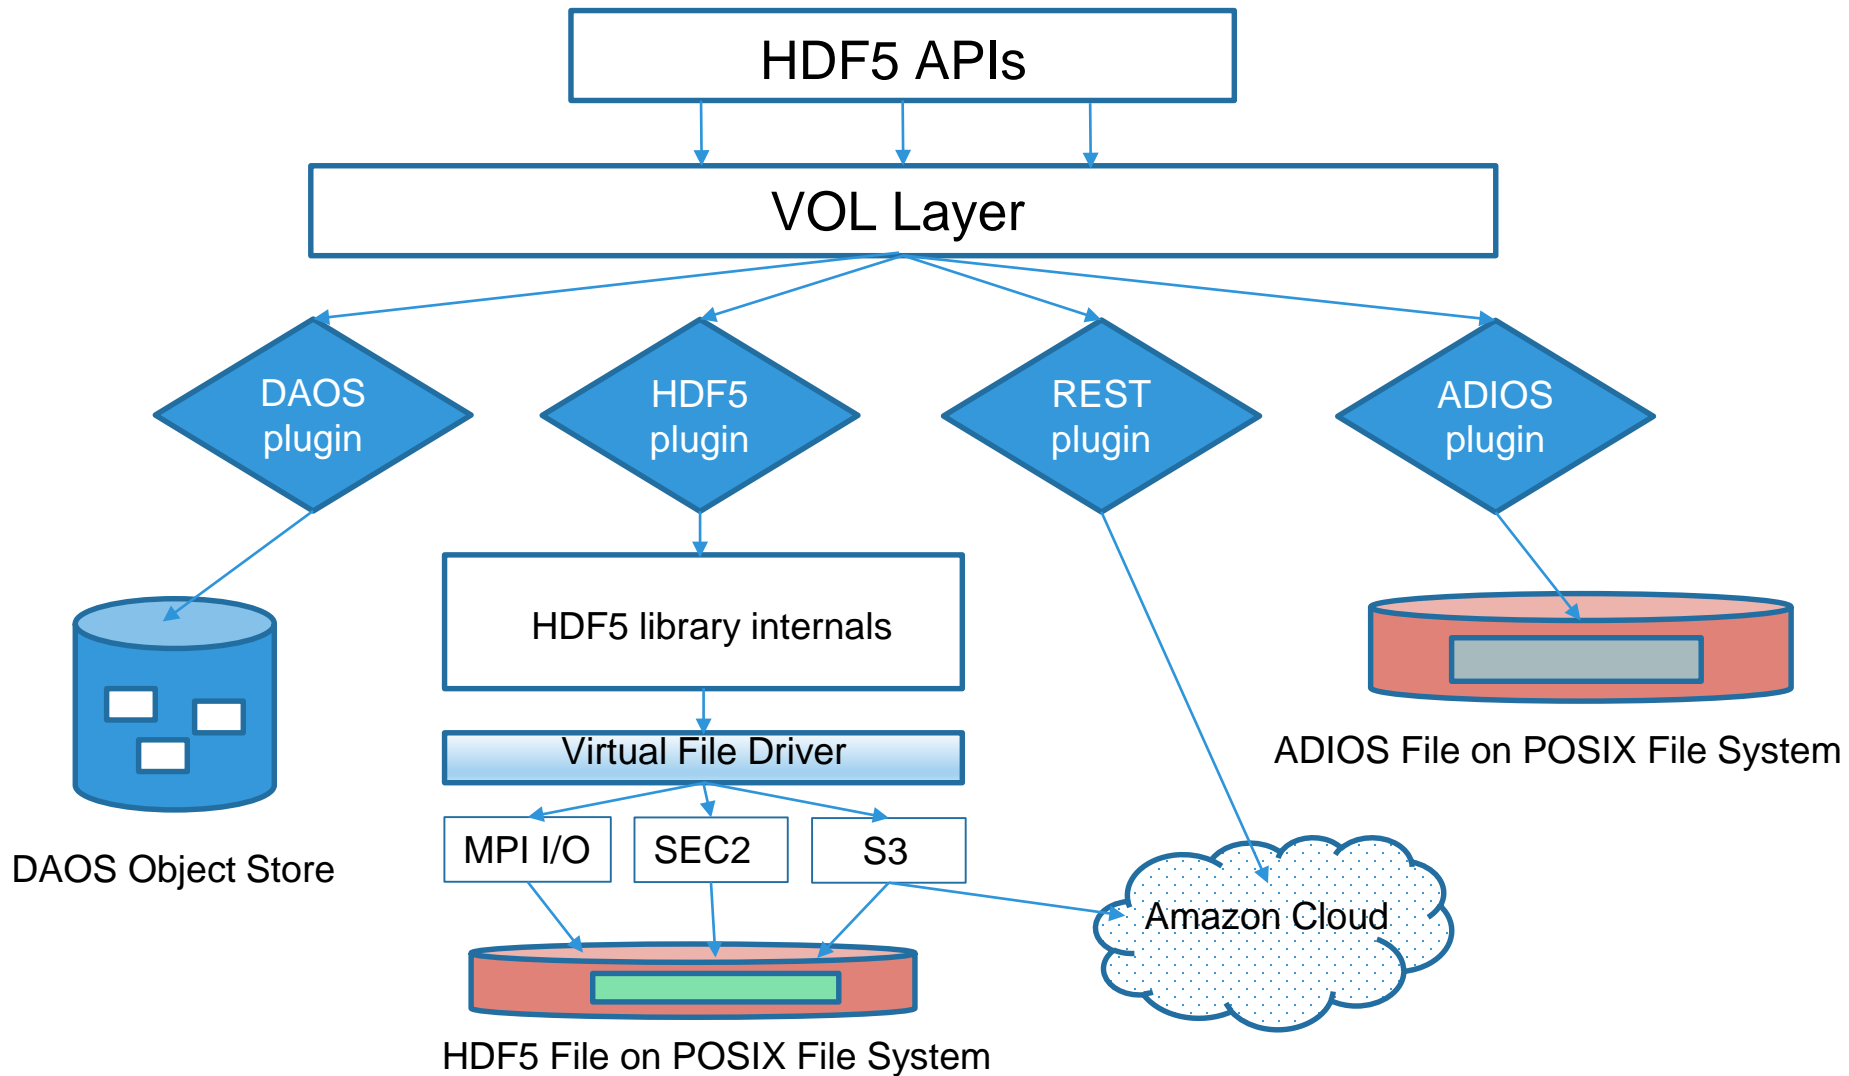 HDF5 APIs
VOL Layer
DAOS
plugin
HDF5
plugin
REST
plugin
ADIOS
plugin
HDF5 library internals
Virtual File Driver
ADIOS File on POSIX File System
MPI I/O
SEC2
S3
DAOS Object Store
Amazon Cloud
HDF5 File on POSIX File System